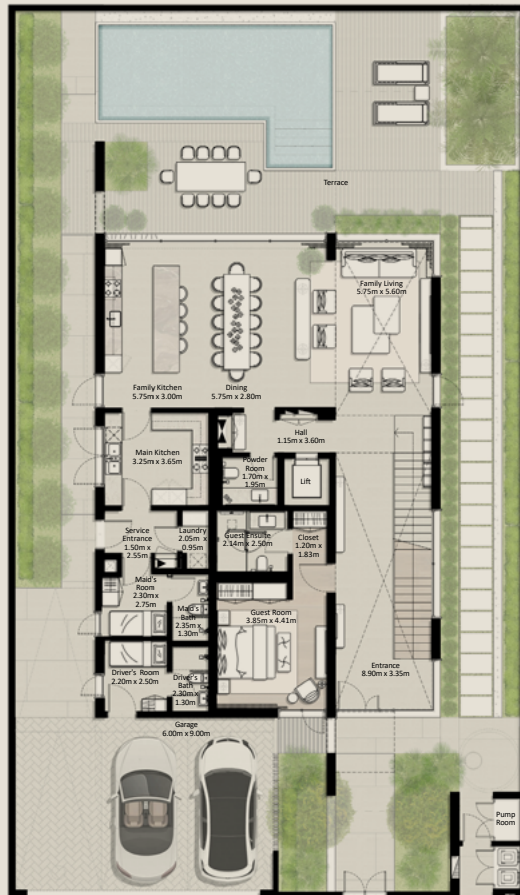 Terrace
Family Living
5.75m x 5.60m
Family Kitchen
5.75m x 3.00m
Dining
5.75m x 2.80m
Hall
1.15m x 3.60m
Main Kitchen
3.25m x 3.65m
Powder
Room
1.70m x
1.95m
Lift
Service
Entrance
1.50m x
2.55m
Laundry
2.05m x
0.95m
Guest Ensuite
2.14m x 2.50m
Closet
1.20m x
1.83m
Maid's
Room
2.30m x
2.75m
Maid's
Bath
2.35m x
1.30m
Guest Room
3.85m x 4.41m
Driver's Room
2.20m x 2.50m
Driver's
Bath
2.30m x
1.30m
Entrance
8.90m x 3.35m
Garage
6.00m x 9.00m
Pump
Room